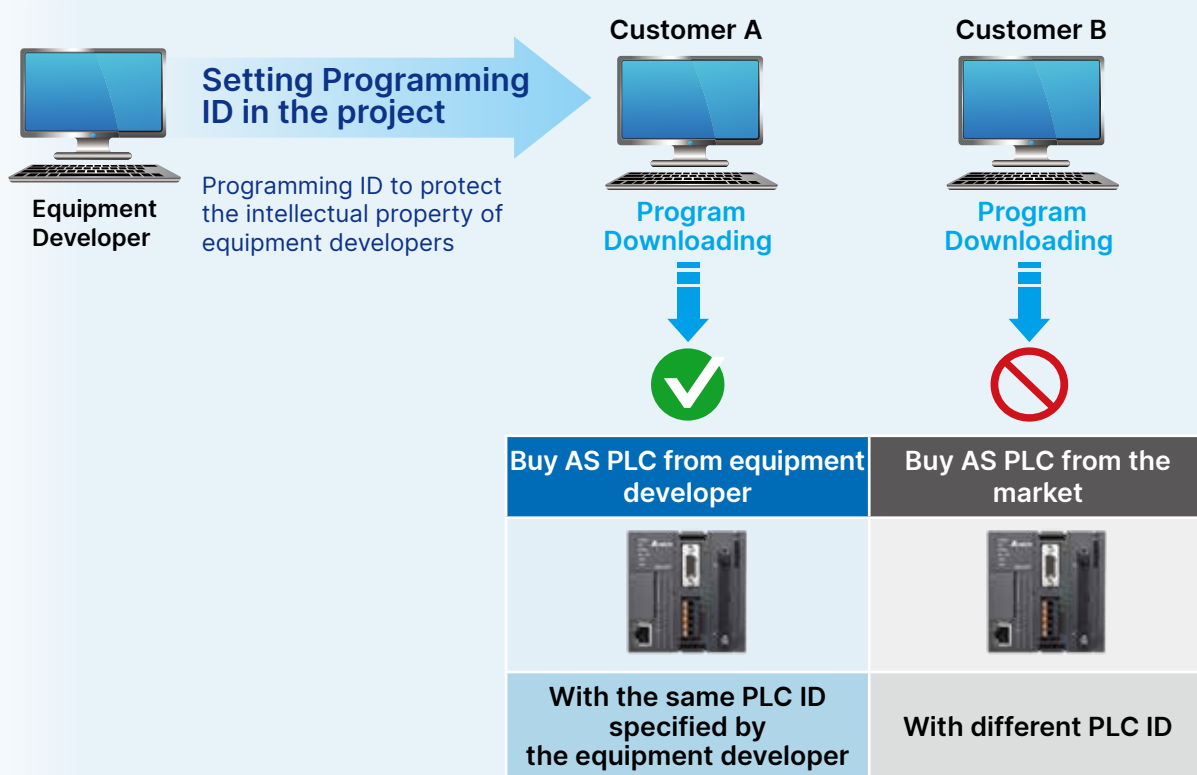 Customer A
Customer B
Setting Programming
ID in the project
Programming ID to protect
the intellectual property of
equipment developers
Equipment
Developer
Program
Downloading
Program
Downloading
Buy AS PLC from equipment
developer
Buy AS PLC from the
market
With the same PLC ID
specified by
the equipment developer
With different PLC ID